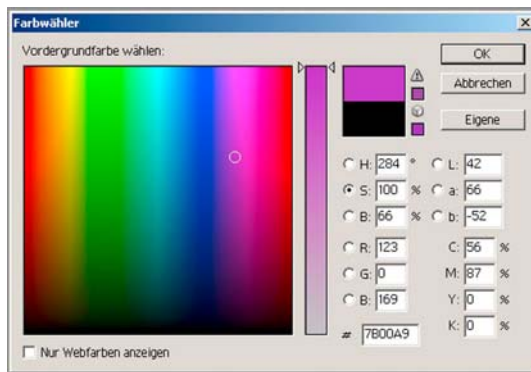 Farbwähler
Vordergrundfarbe wählen:
OK
Abbrechen
Eigene
H: 284 ° L: 42
S: 100 % a: 66
B: 66 % b: -52
R: 123 C: 56 %
G: 0 M: 87 %
B: 169 Y: 0 %
# 7B00A9 K: 0 %
Nur Webfarben anzeigen